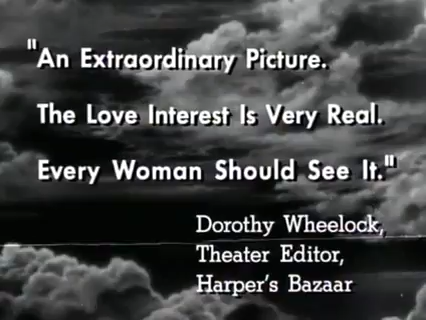 "An Extraordinary Picture.
The Love Interest Is Very Real.
Every Woman Should See It."
Dorothy Wheelock,
Theater Editor,
Harper's Bazaar